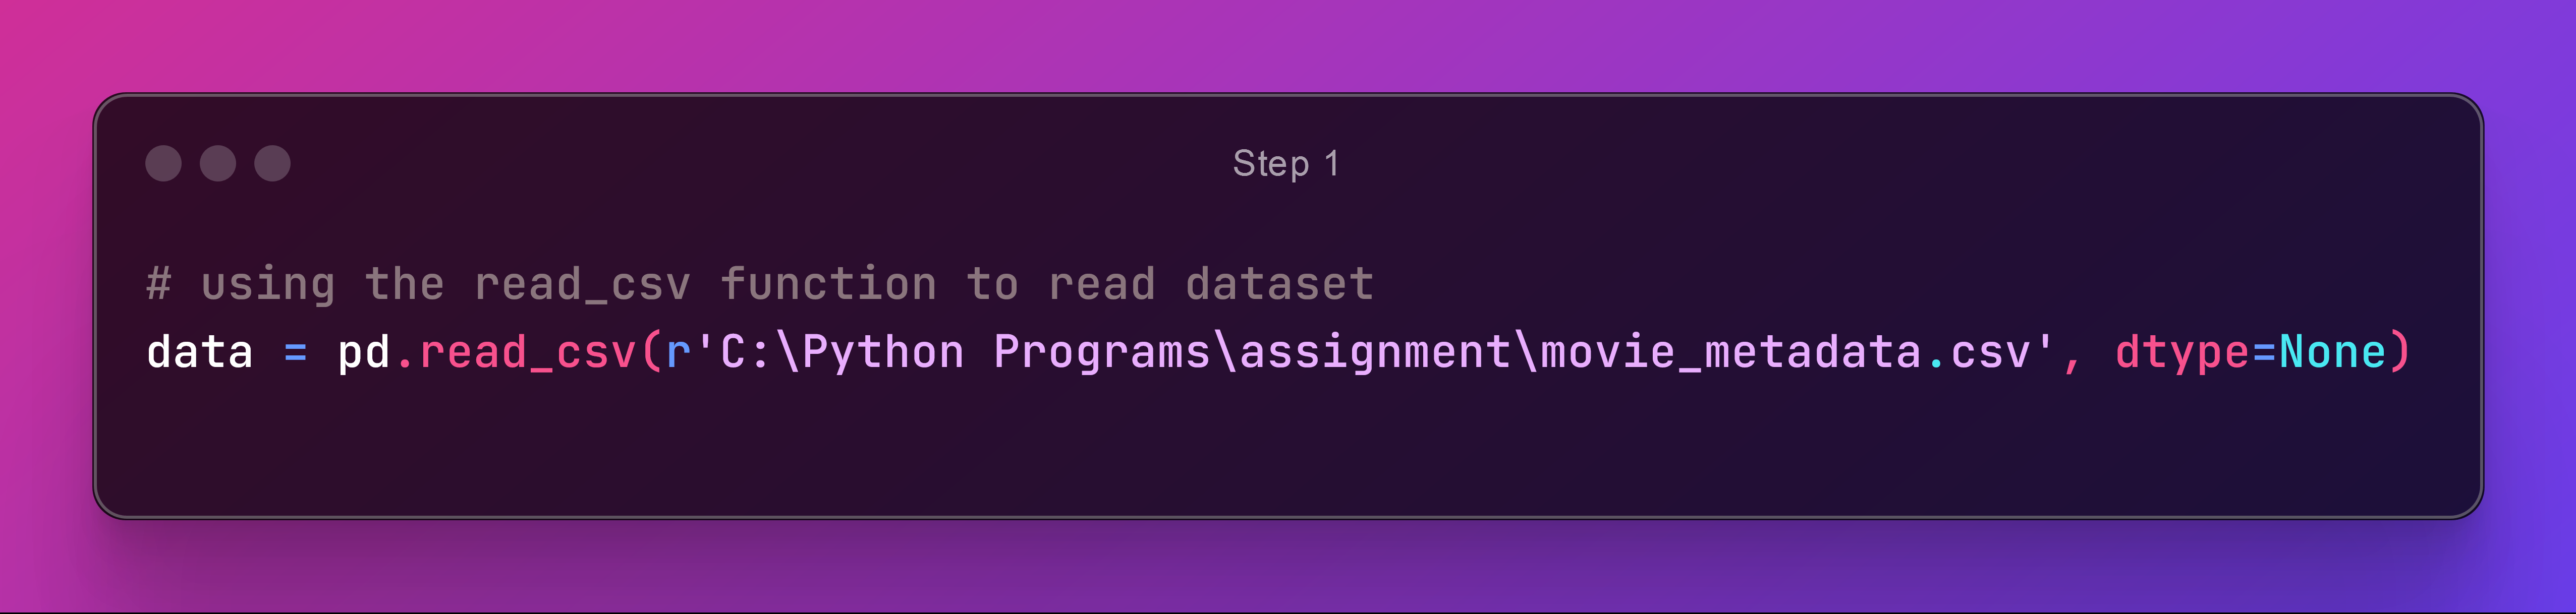 Step 1
# using the read_csv function to read dataset
data = pd.read_csv(r'C:\Python Programs\assignment\movie_metadata.csv', dtype=None)